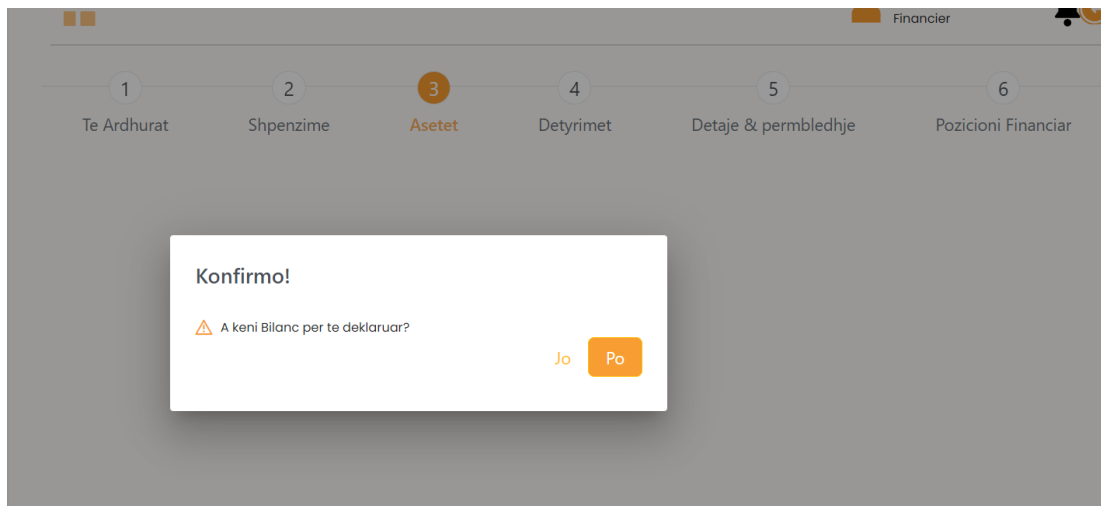 Financier
1 2 3 4 5 6
Te Ardhurat Shpenzime Asetet Detyrimet Detaje & permbledhje Pozicioni Financiar
Konfirmo!
A keni Bilanc per te deklaruar?
Jo Po